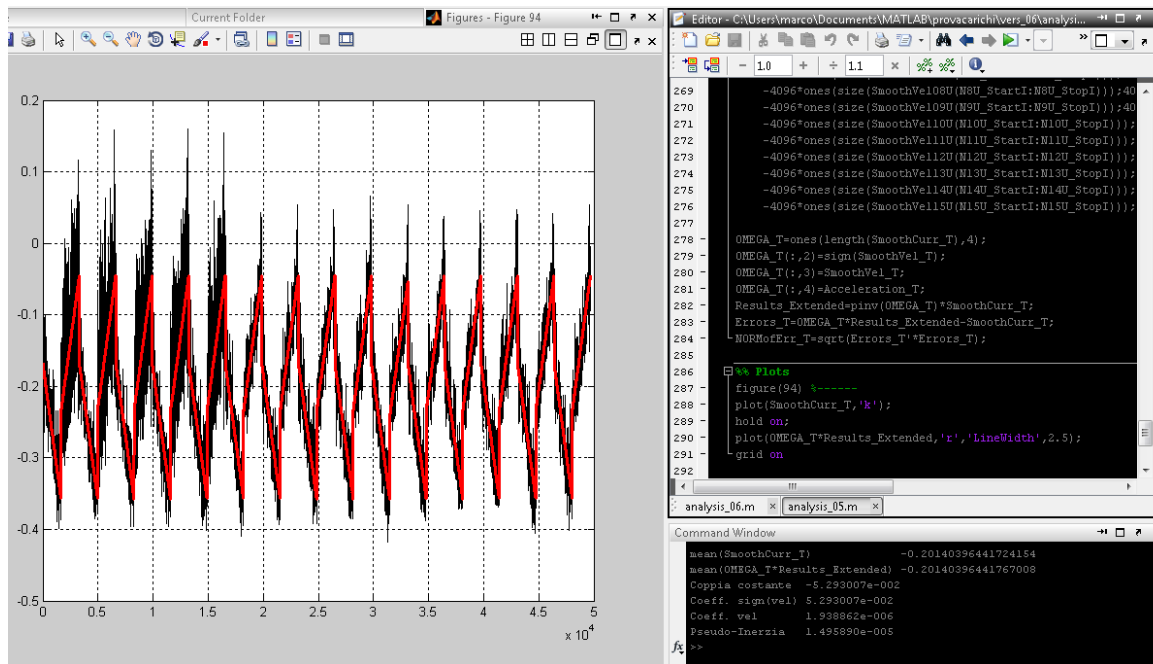 Current Folder
Figures - Figure 94
0.2
0.1
0
-0.1
-0.2
-0.3
-0.4
-0.5
0 0.5 1 1.5 2 2.5 3 3.5 4 4.5 5
x 10^4
Editor - C:\Users\marco\Documents\MATLAB\provacarichi\vers_06\analysi...
- 1.0 + ÷ 1.1 ×
269 -4096*ones(size(SmoothVel08U(N8U_StartI:N8U_StopI)));40
270 -4096*ones(size(SmoothVel09U(N9U_StartI:N9U_StopI)));40
271 -4096*ones(size(SmoothVel10U(N10U_StartI:N10U_StopI)));
272 -4096*ones(size(SmoothVel11U(N11U_StartI:N11U_StopI)));
273 -4096*ones(size(SmoothVel12U(N12U_StartI:N12U_StopI)));
274 -4096*ones(size(SmoothVel13U(N13U_StartI:N13U_StopI)));
275 -4096*ones(size(SmoothVel14U(N14U_StartI:N14U_StopI)));
276 -4096*ones(size(SmoothVel15U(N15U_StartI:N15U_StopI)));
277
278 - OMEGA_T=ones(length(SmoothCurr_T),4);
279 - OMEGA_T(:,2)=sign(SmoothVel_T);
280 - OMEGA_T(:,3)=SmoothVel_T;
281 - OMEGA_T(:,4)=Acceleration_T;
282 - Results_Extended=pinv(OMEGA_T)*SmoothCurr_T;
283 - Errors_T=OMEGA_T*Results_Extended-SmoothCurr_T;
284 - NORMofErr_T=sqrt(Errors_T'*Errors_T);
285
286 %% Plots
287 - figure(94) %------
288 - plot(SmoothCurr_T,'k');
289 - hold on;
290 - plot(OMEGA_T*Results_Extended,'r','LineWidth',2.5);
291 - grid on
292
analysis_06.m × analysis_05.m ×
Command Window
mean(SmoothCurr_T) -0.20140396441724154
mean(OMEGA_T*Results_Extended) -0.20140396441767008
Coppia costante -5.293007e-002
Coeff. sign(vel) 5.293007e-002
Coeff. vel 1.938862e-006
Pseudo-Inerzia 1.495890e-005
fx >>